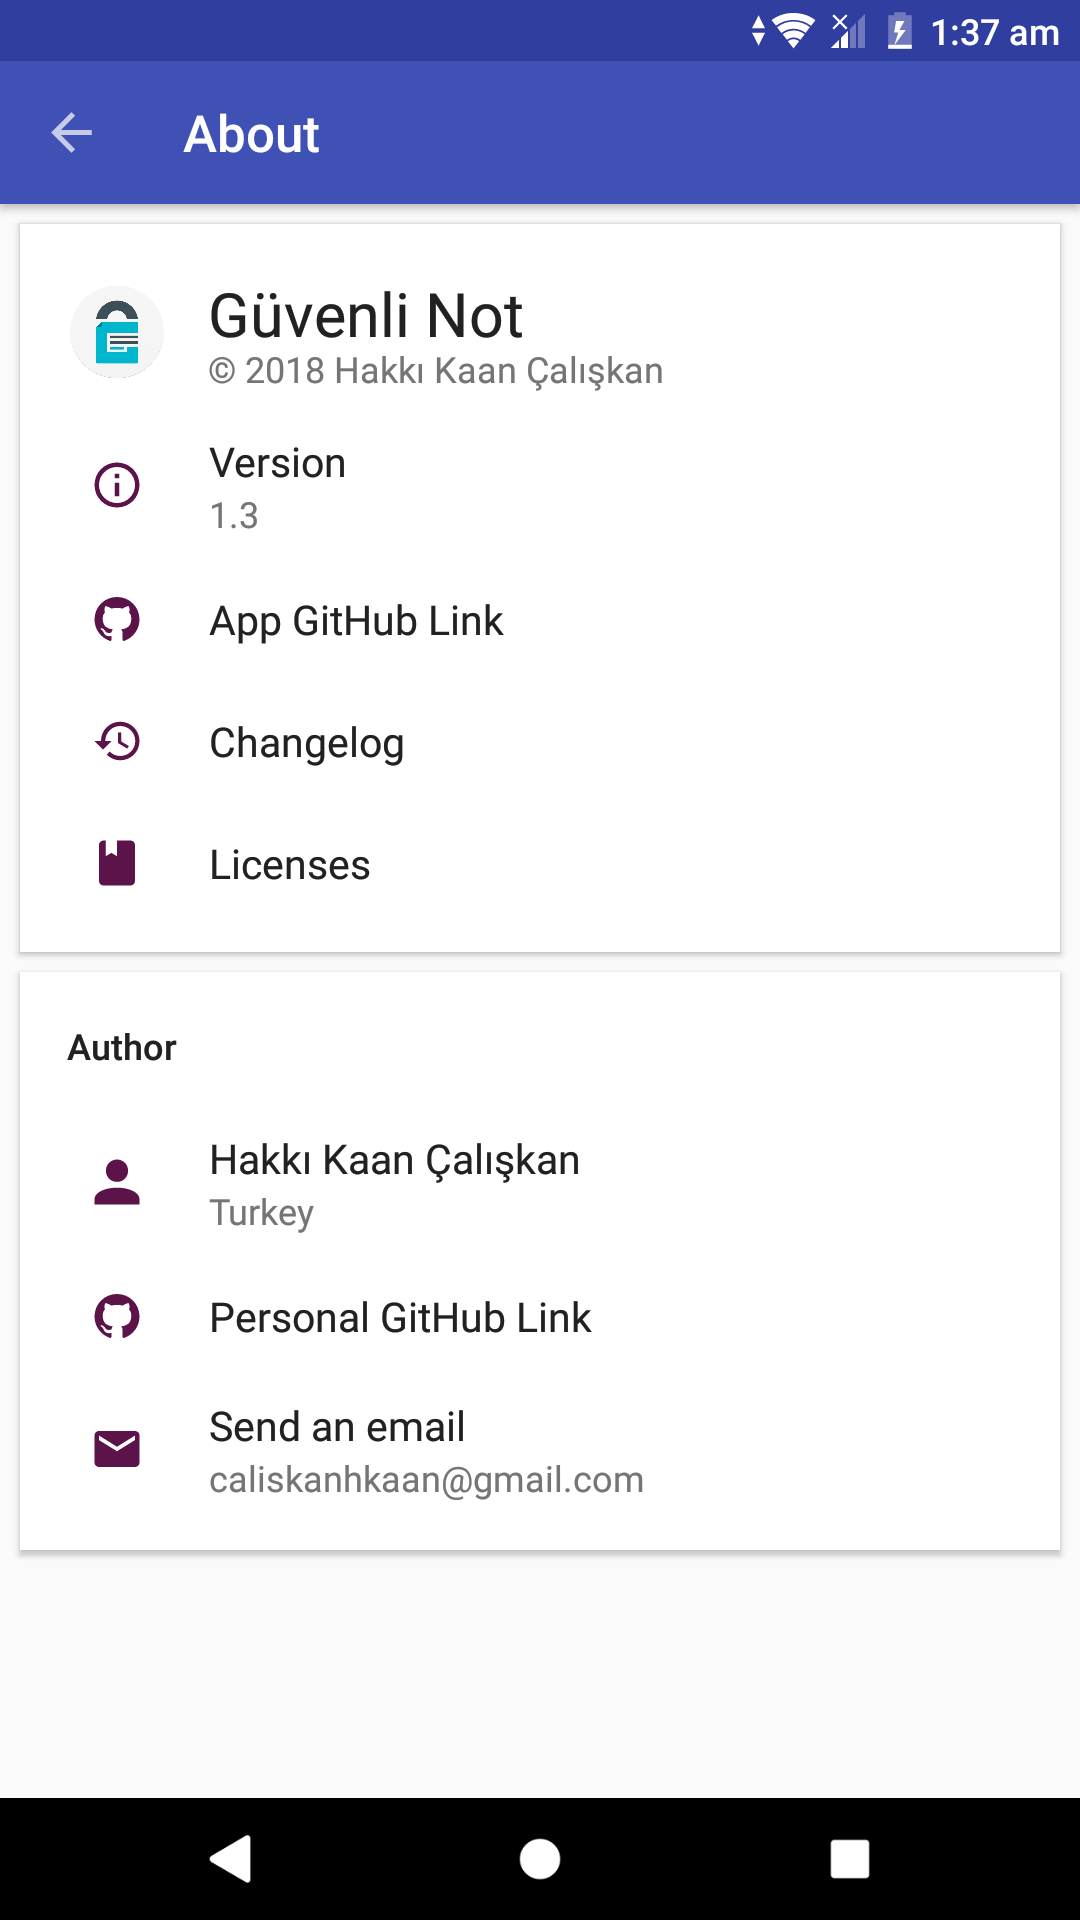 1:37 am
About
Güvenli Not
© 2018 Hakkı Kaan Çalışkan
Version
1.3
App GitHub Link
Changelog
Licenses
Author
Hakkı Kaan Çalışkan
Turkey
Personal GitHub Link
Send an email
caliskanhkaan@gmail.com